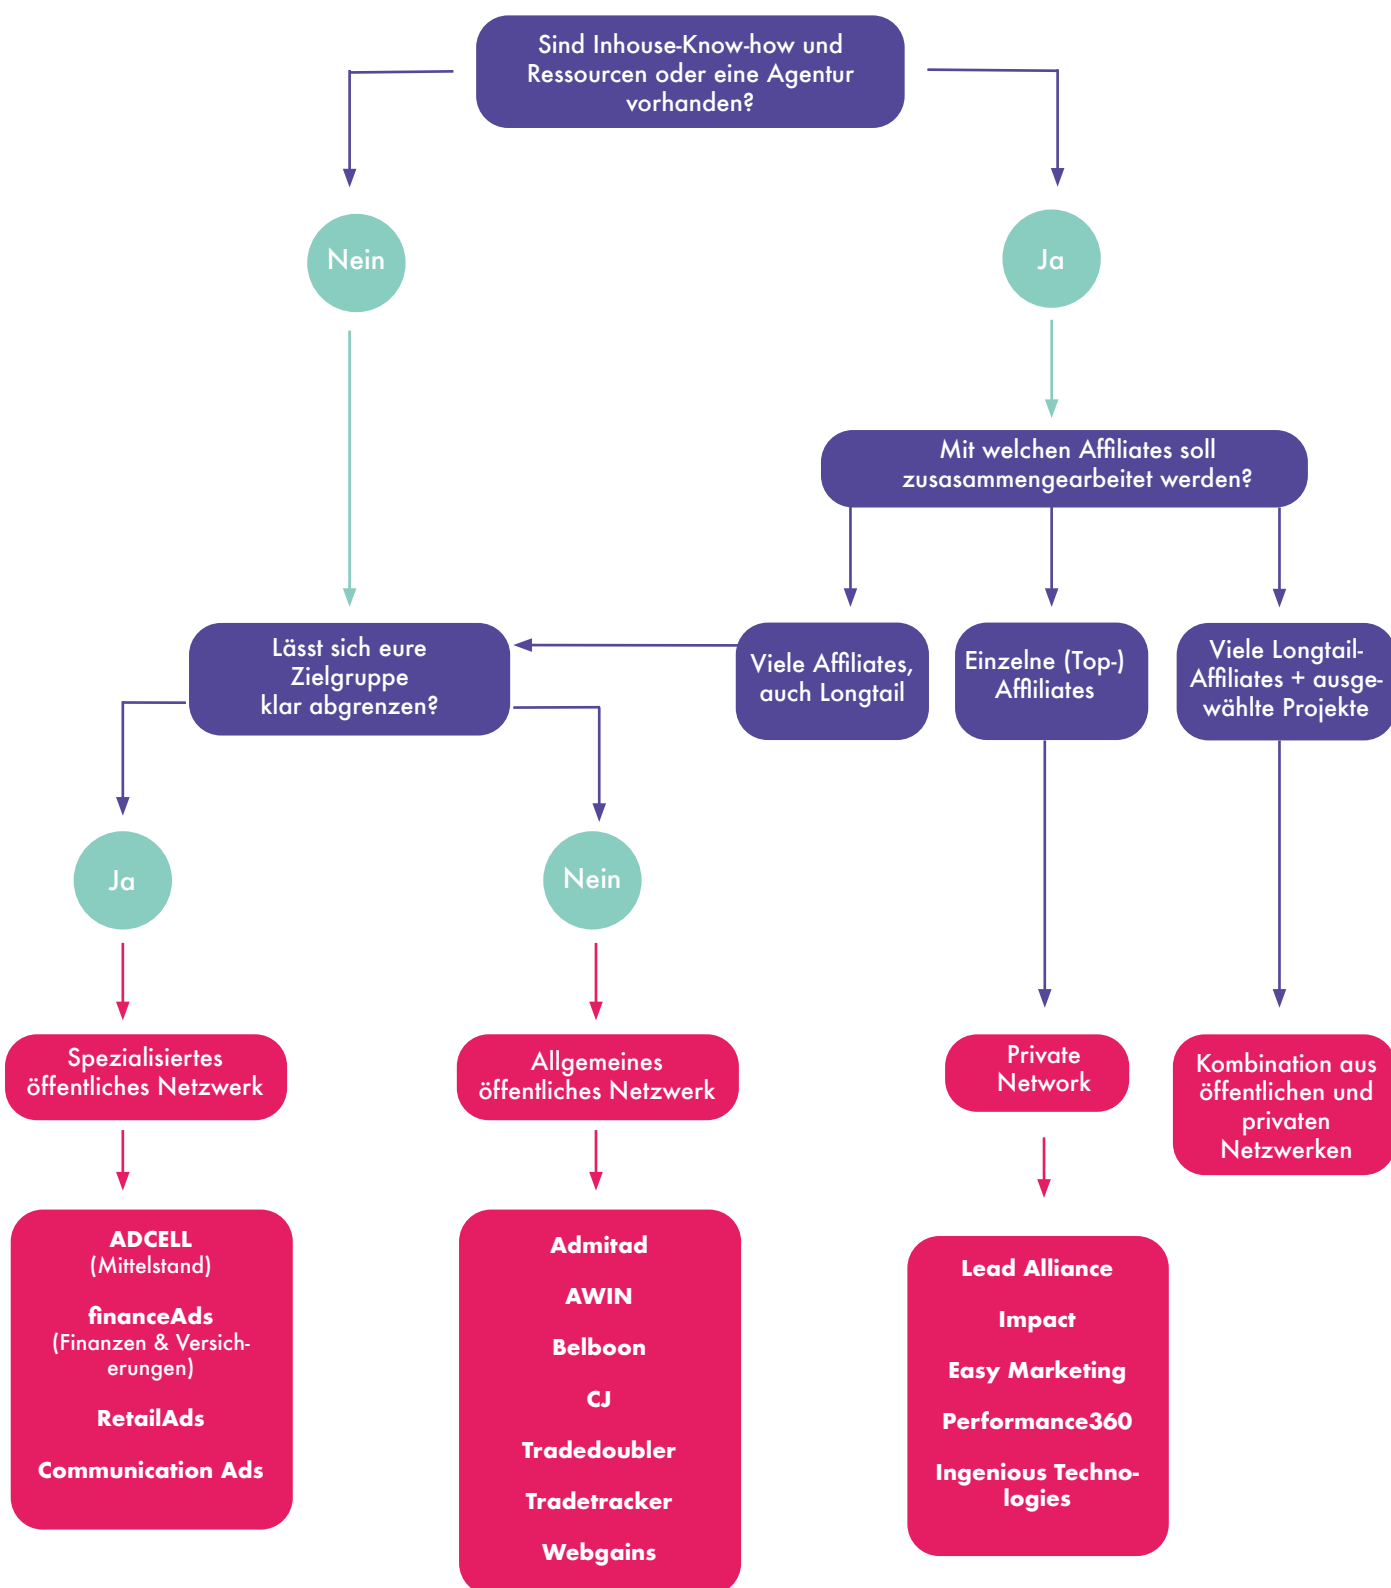 Sind Inhouse-Know-how und
Ressourcen oder eine Agentur
vorhanden?
Nein
Ja
Mit welchen Affiliates soll
zusasammengearbeitet werden?
Lässt sich eure
Zielgruppe
klar abgrenzen?
Viele Affiliates,
auch Longtail
Einzelne (Top-)
Affliliates
Viele Longtail-
Affiliates + ausge-
wählte Projekte
Ja
Nein
Spezialisiertes
öffentliches Netzwerk
Allgemeines
öffentliches Netzwerk
Private
Network
Kombination aus
öffentlichen und
privaten
Netzwerken
ADCELL
(Mittelstand)
financeAds
(Finanzen & Versich-
erungen)
RetailAds
Communication Ads
Admitad
AWIN
Belboon
CJ
Tradedoubler
Tradetracker
Webgains
Lead Alliance
Impact
Easy Marketing
Performance360
Ingenious Techno-
logies